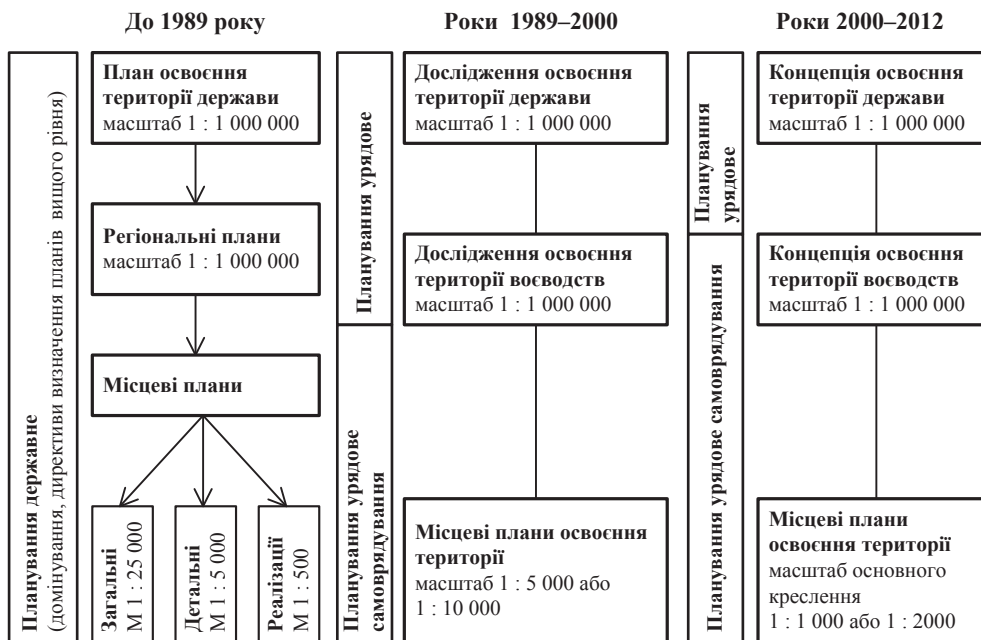 До 1989 року
Планування державне
(домінування, директиви визначення планів вищого рівня)
План освоєння
території держави
масштаб 1 : 1 000 000
Регіональні плани
масштаб 1 : 1 000 000
Місцеві плани
Загальні
М 1 : 25 000
Детальні
М 1 : 5 000
Реалізації
М 1 : 500
Роки 1989–2000
Планування урядове
Планування урядове
самоврядування
Дослідження освоєння
території держави
масштаб 1 : 1 000 000
Дослідження освоєння
території воєводств
масштаб 1 : 1 000 000
Місцеві плани освоєння
території
масштаб 1 : 5 000 або
1 : 10 000
Роки 2000–2012
Планування
урядове
Планування урядове самоврядування
Концепція освоєння
території держави
масштаб 1 : 1 000 000
Концепція освоєння
території воєводств
масштаб 1 : 1 000 000
Місцеві плани
освоєння території
масштаб основного
креслення
1 : 1 000 або 1 : 2000